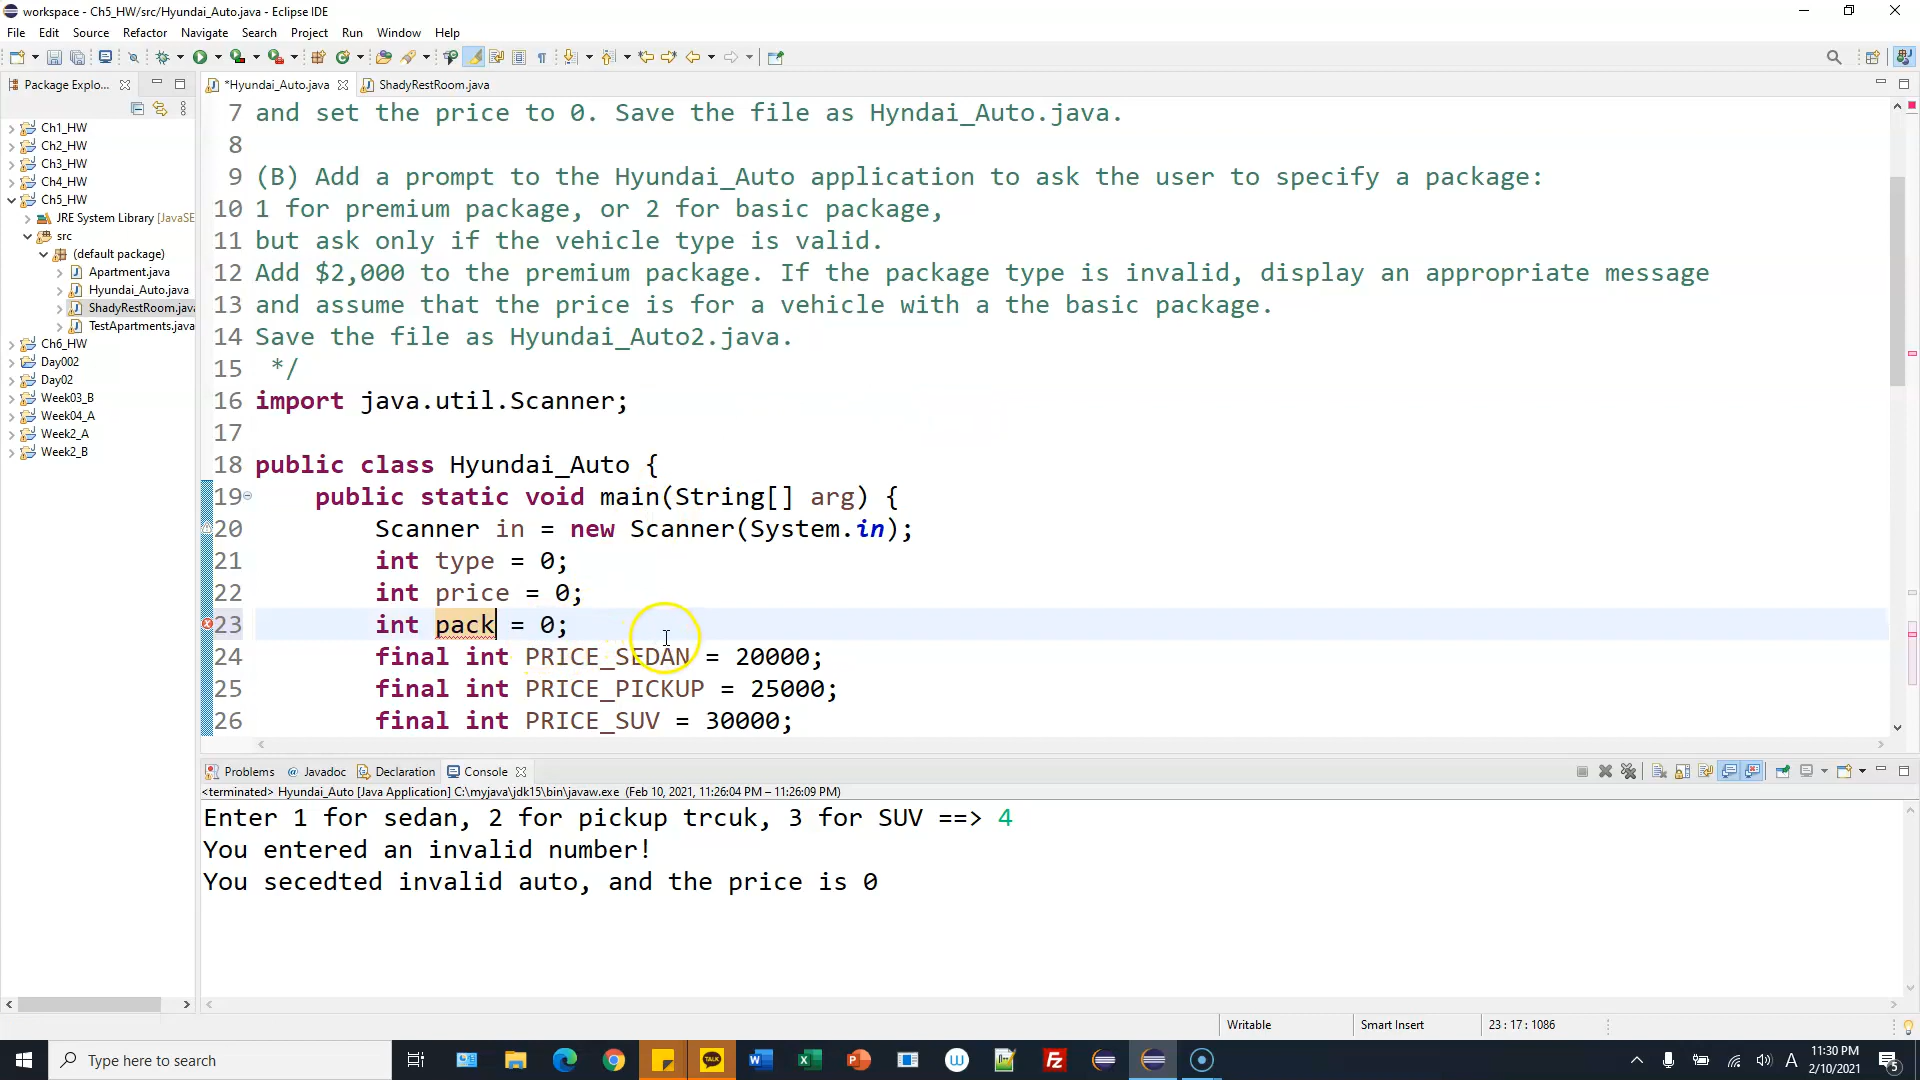 workspace - Ch5_HW/src/Hyundai_Auto.java - Eclipse IDE
File Edit Source Refactor Navigate Search Project Run Window Help
Package Explo...
*Hyundai_Auto.java
ShadyRestRoom.java
Ch1_HW
Ch2_HW
Ch3_HW
Ch4_HW
Ch5_HW
JRE System Library [JavaSE
src
(default package)
Apartment.java
Hyundai_Auto.java
ShadyRestRoom.java
TestApartments.java
Ch6_HW
Day002
Day02
Week03_B
Week04_A
Week2_A
Week2_B
7 and set the price to 0. Save the file as Hyndai_Auto.java.
8
9 (B) Add a prompt to the Hyundai_Auto application to ask the user to specify a package:
10 1 for premium package, or 2 for basic package,
11 but ask only if the vehicle type is valid.
12 Add $2,000 to the premium package. If the package type is invalid, display an appropriate message
13 and assume that the price is for a vehicle with a the basic package.
14 Save the file as Hyundai_Auto2.java.
15 */
16 import java.util.Scanner;
17
18 public class Hyundai_Auto {
19 public static void main(String[] arg) {
20 Scanner in = new Scanner(System.in);
21 int type = 0;
22 int price = 0;
23 int pack = 0;
24 final int PRICE_SEDAN = 20000;
25 final int PRICE_PICKUP = 25000;
26 final int PRICE_SUV = 30000;
Problems @ Javadoc Declaration Console
<terminated> Hyundai_Auto [Java Application] C:\myjava\jdk15\bin\javaw.exe (Feb 10, 2021, 11:26:04 PM – 11:26:09 PM)
Enter 1 for sedan, 2 for pickup trcuk, 3 for SUV ==> 4
You entered an invalid number!
You secedted invalid auto, and the price is 0
Writable Smart Insert 23 : 17 : 1086
Type here to search
TALK
A
11:30 PM
2/10/2021
5